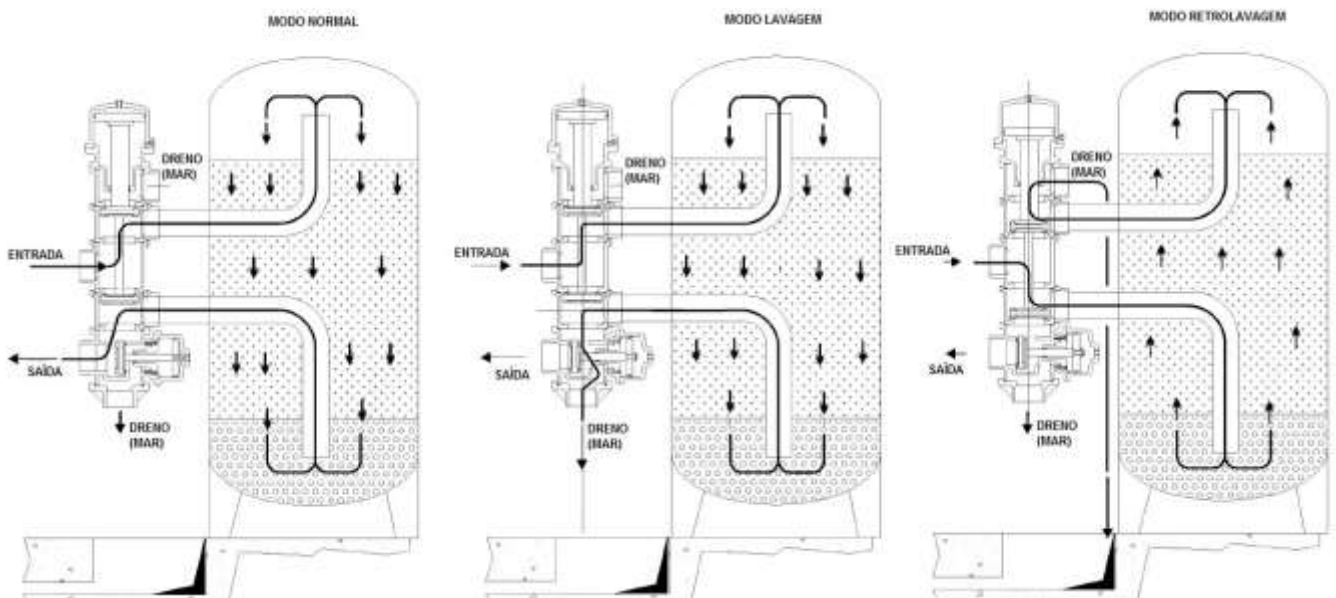 MODO NORMAL
DRENO
(MAR)
ENTRADA
SAÍDA
DRENO
(MAR)
MODO LAVAGEM
DRENO
(MAR)
ENTRADA
SAÍDA
DRENO
(MAR)
MODO RETROLAVAGEM
DRENO
(MAR)
ENTRADA
SAÍDA
DRENO
(MAR)